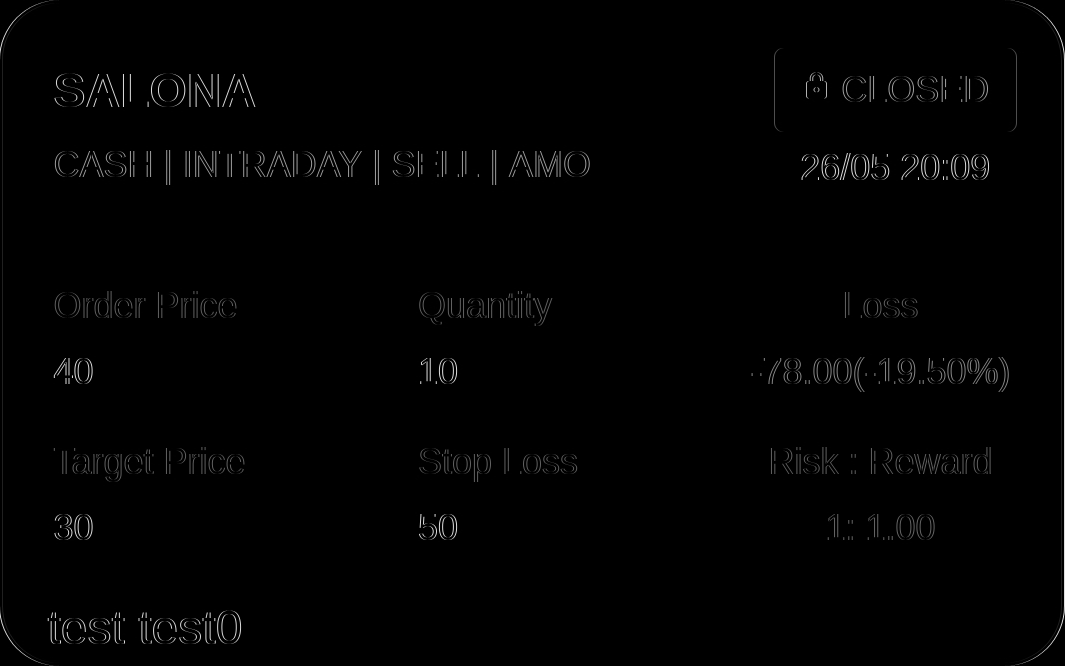 SALONA
CLOSED
CASH | INTRADAY | SELL | AMO
26/05 20:09
Order Price
Quantity
Loss
40
10
-78.00(-19.50%)
Target Price
Stop Loss
Risk : Reward
30
50
1: 1.00
test test0